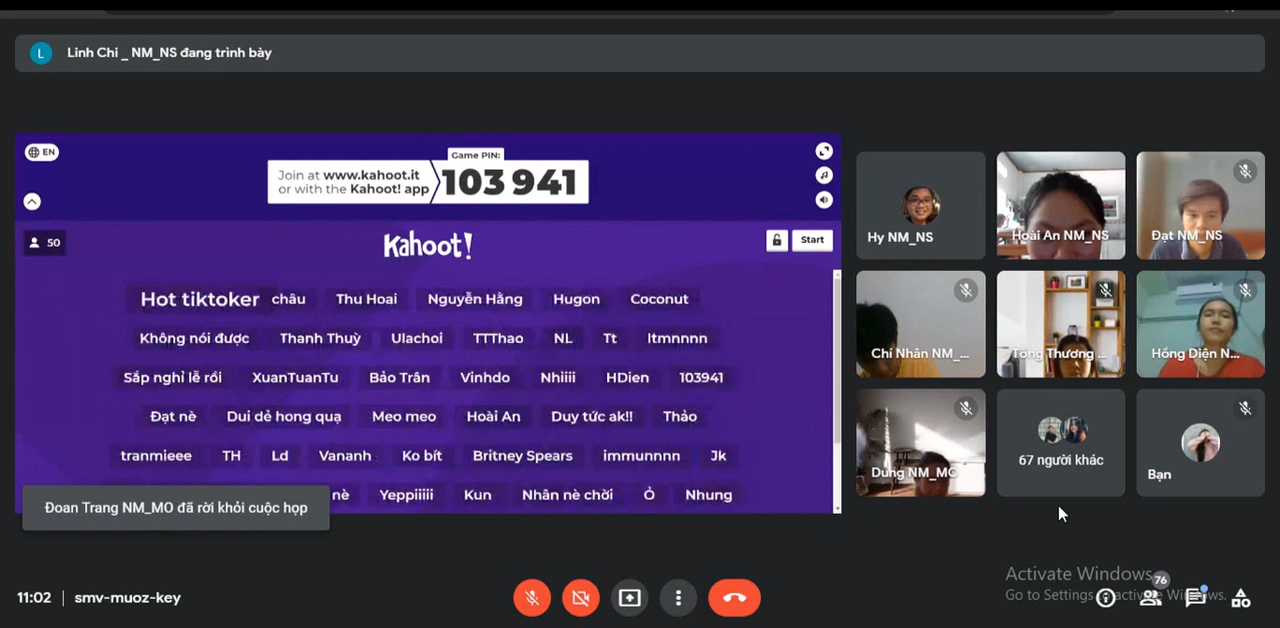 L Linh Chi _ NM_NS đang trình bày
EN
Game PIN:
Join at www.kahoot.it
or with the Kahoot! app
103 941
50
Kahoot!
Start
Hot tiktoker châu Thu Hoai Nguyễn Hằng Hugon Coconut
Không nói được Thanh Thuỳ Ulachoi TTThao NL Tt ltmnnnn
Sắp nghỉ lễ rồi XuanTuanTu Bảo Trân Vinhdo Nhiiii HDien 103941
Đạt nè Dui dẻ hong quạ Meo meo Hoài An Duy tức ak!! Thảo
tranmieee TH Ld Vananh Ko bít Britney Spears immunnnn Jk
nè Yeppiiiii Kun Nhân nè chời Ỏ Nhung
Đoan Trang NM_MO đã rời khỏi cuộc họp
Hy NM_NS
Hoài An NM_NS
Đạt NM_NS
Chí Nhân NM_...
Tống Thương ...
Hồng Diện N...
Dung NM_MO
67 người khác
Bạn
Activate Windows
Go to Settings to activate Windows.
11:02 | smv-muoz-key
76